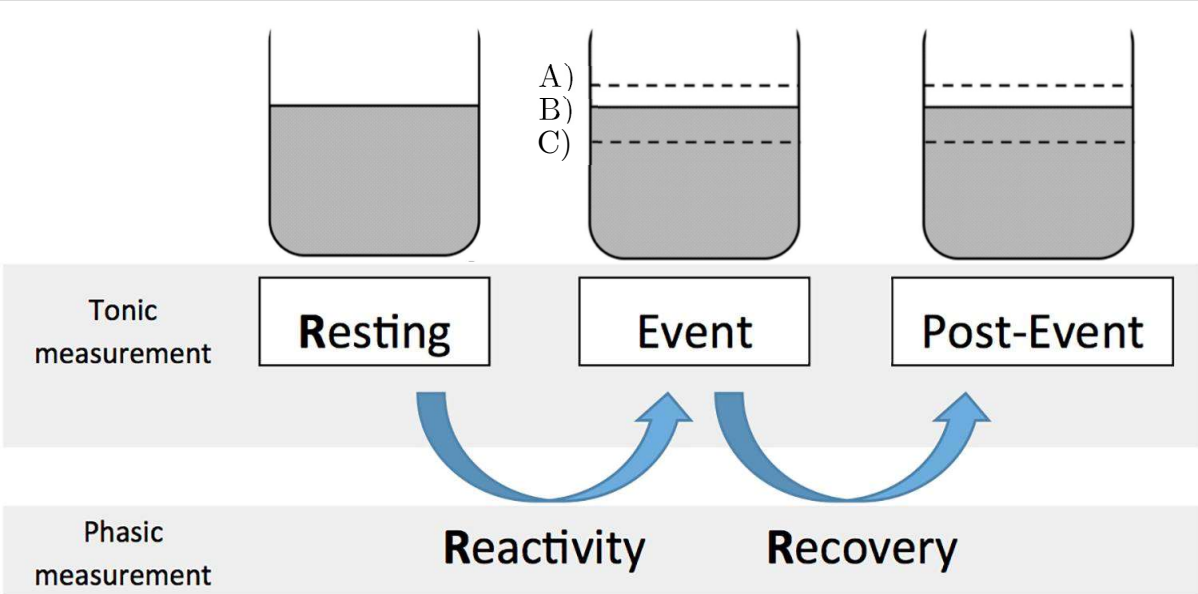 A)
B)
C)
Tonic
measurement
Resting
Event
Post-Event
Phasic
measurement
Reactivity
Recovery